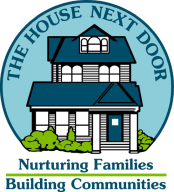 THE HOUSE NEXT DOOR
Nurturing Families
Building Communities